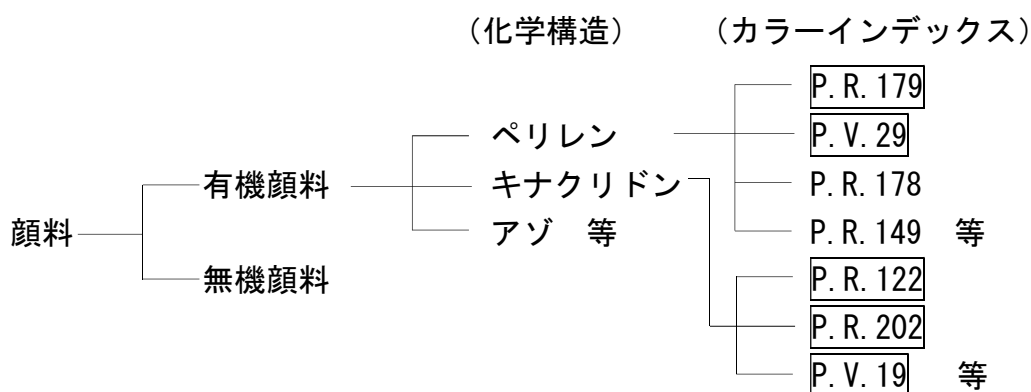 （化学構造）　（カラーインデックス）
P.R.179
ペリレン　P.V.29
有機顔料　キナクリドン　P.R.178
顔料　アゾ　等　P.R.149　等
無機顔料　P.R.122
P.R.202
P.V.19　等